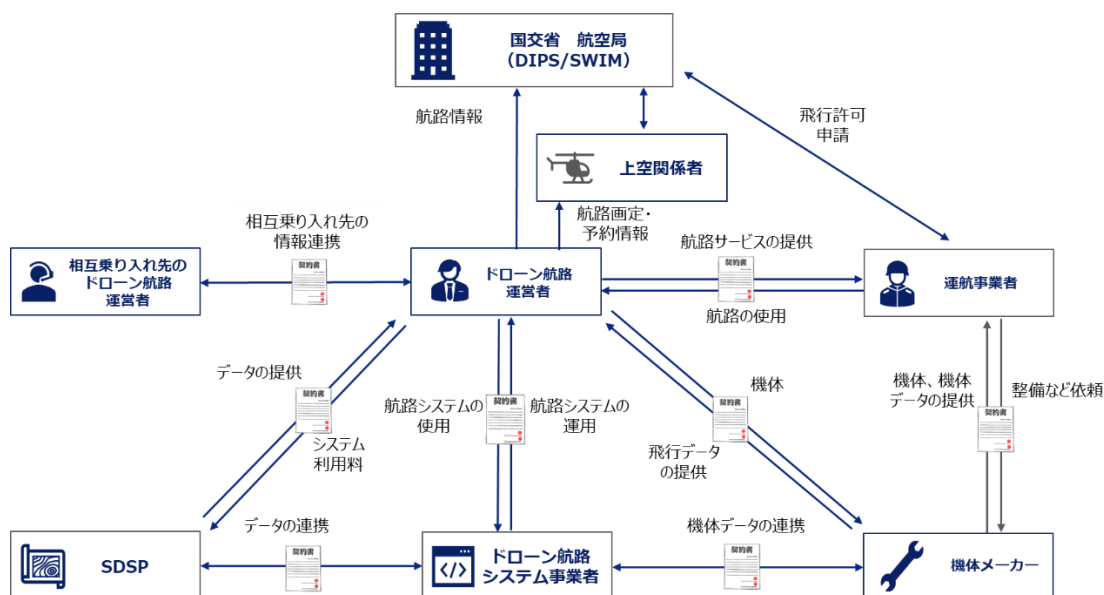 国交省 航空局
(DIPS/SWIM)
航路情報
飛行許可
申請
上空関係者
相互乗り入れ先の
情報連携
航路画定・
予約情報
航路サービスの提供
契約書
契約書
相互乗り入れ先の
ドローン航路
運営者
ドローン航路
運営者
運航事業者
航路の使用
データの提供
機体
機体、機体
データの提供
整備など依頼
契約書
契約書
契約書
契約書
航路システムの
使用
航路システムの
運用
システム
利用料
飛行データ
の提供
データの連携
機体データの連携
契約書
契約書
SDSP
ドローン航路
システム事業者
機体メーカー